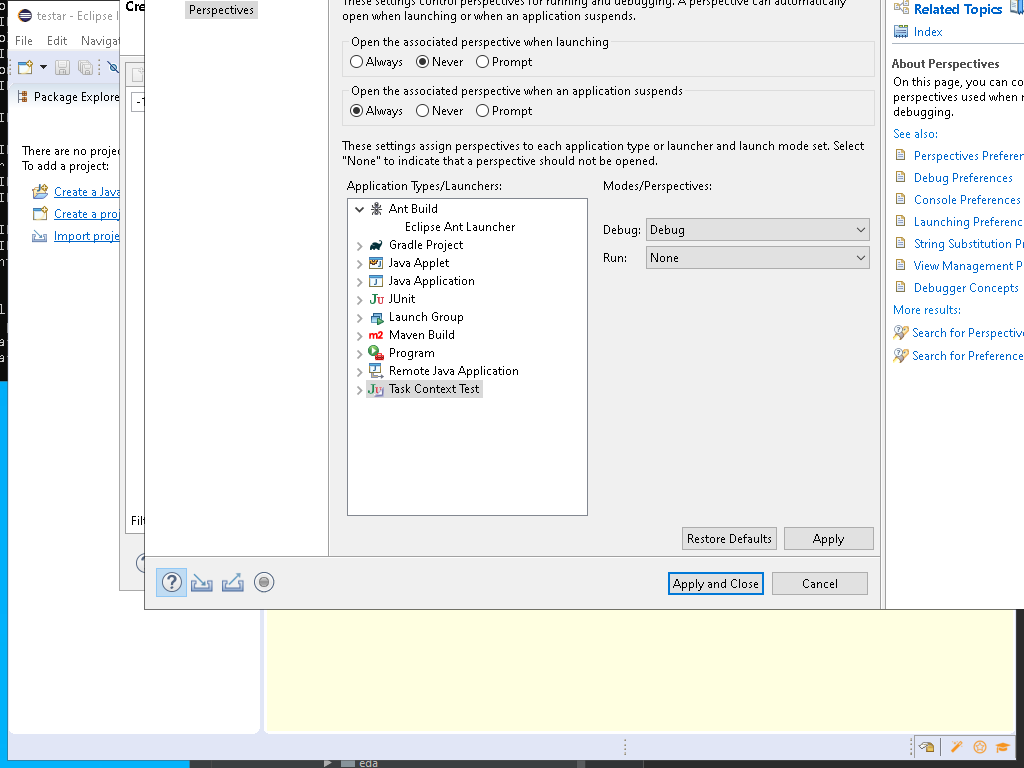 testar - Eclipse I
Cre
File Edit Navigat
Package Explore
There are no proje
To add a project:
Create a Java
Create a proj
Import proje
Filt
Perspectives
These settings control perspectives for running and debugging. A perspective can automatically
open when launching or when an application suspends.
Open the associated perspective when launching
Always Never Prompt
Open the associated perspective when an application suspends
Always Never Prompt
These settings assign perspectives to each application type or launcher and launch mode set. Select
"None" to indicate that a perspective should not be opened.
Application Types/Launchers:
Modes/Perspectives:
Ant Build
Eclipse Ant Launcher
Gradle Project
Java Applet
Java Application
JUnit
Launch Group
Maven Build
Program
Remote Java Application
Task Context Test
Debug: Debug
Run: None
Restore Defaults Apply
Apply and Close Cancel
Related Topics
Index
About Perspectives
On this page, you can co
perspectives used when r
debugging.
See also:
Perspectives Preferen
Debug Preferences
Console Preferences
Launching Preferenc
String Substitution Pr
View Management P
Debugger Concepts
More results:
Search for Perspective
Search for Preference
eda